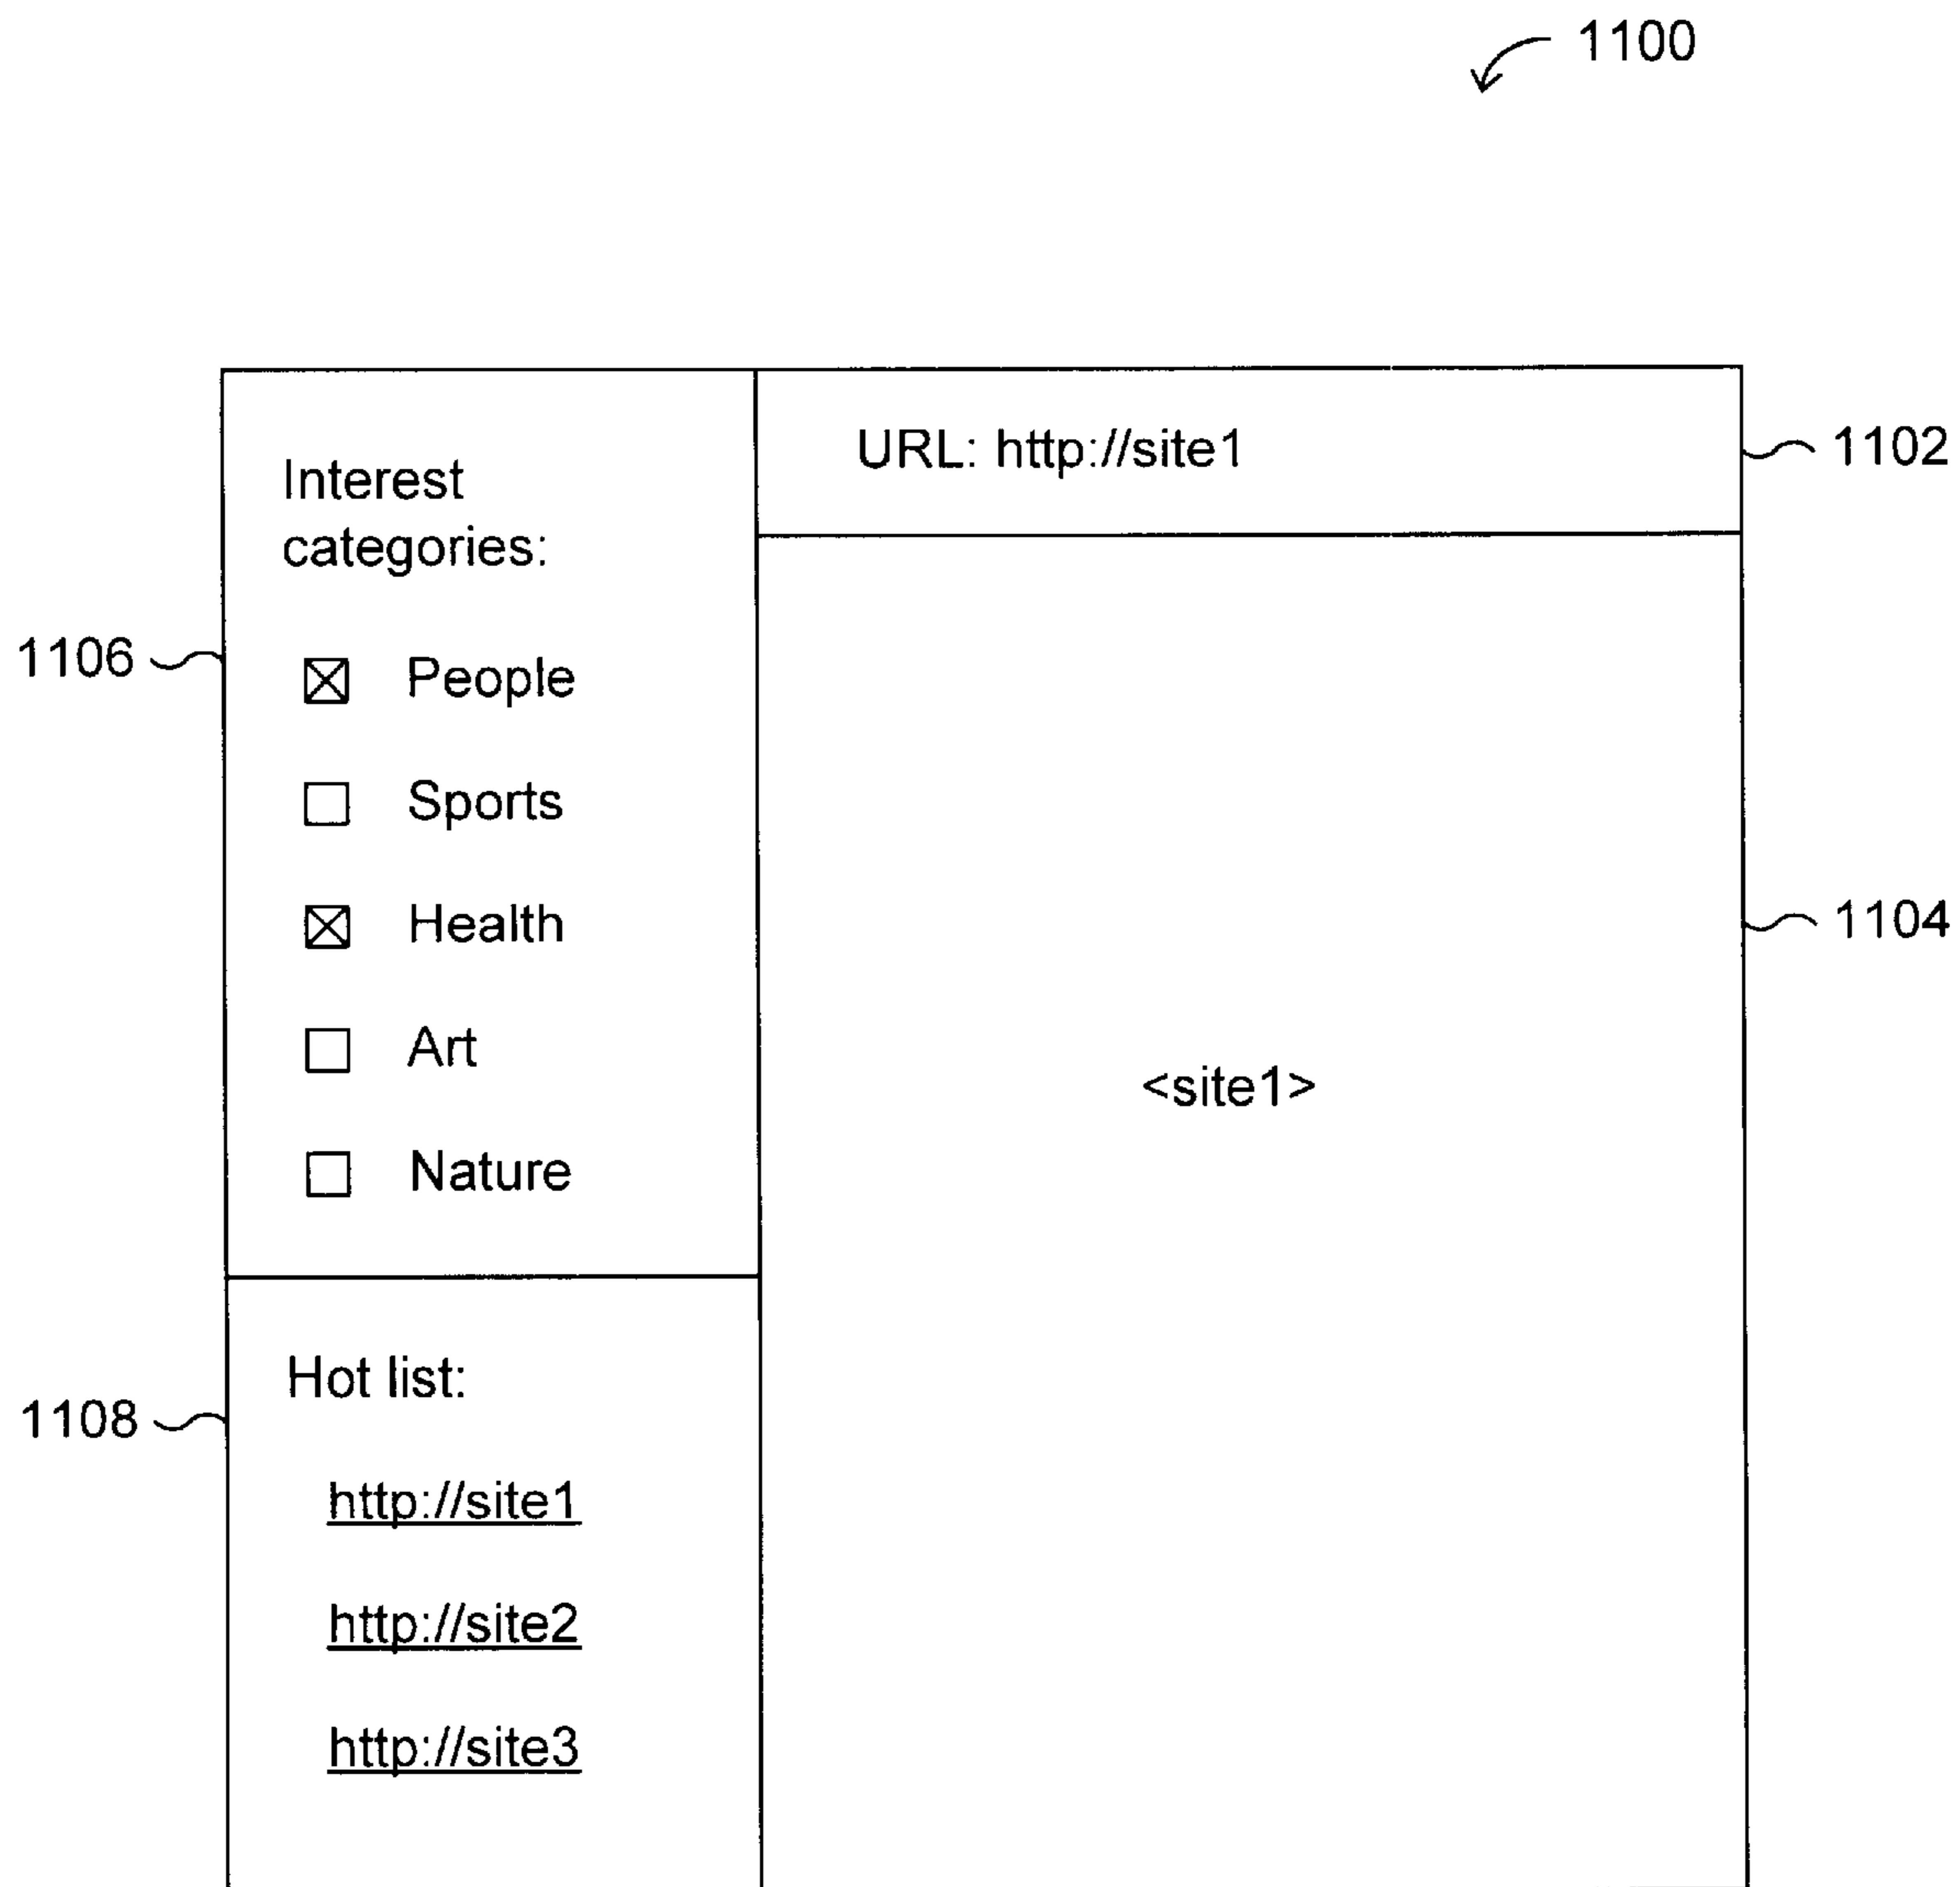 1100
URL: http://site1
1102
Interest
categories:
1106
People
Sports
Health
Art
Nature
1104
<site1>
Hot list:
1108
http://site1
http://site2
http://site3